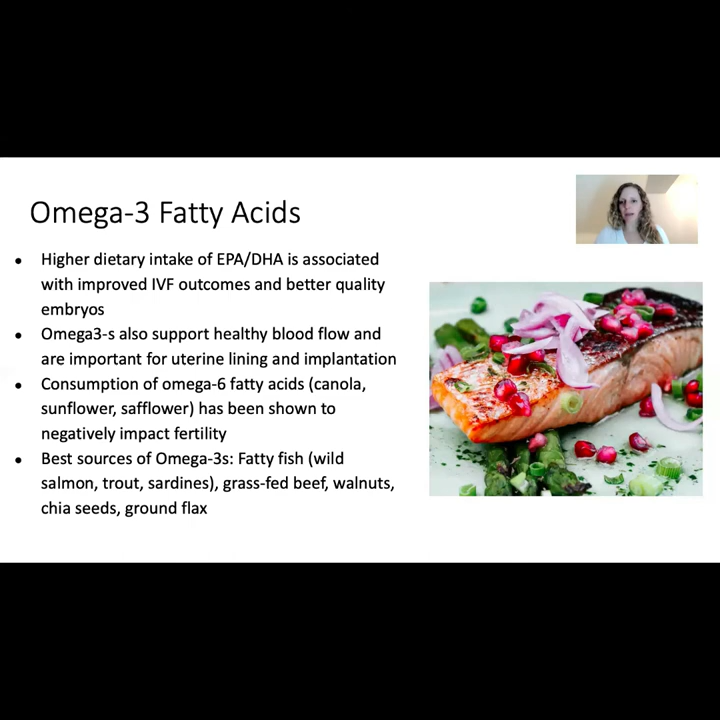 Omega-3 Fatty Acids
• Higher dietary intake of EPA/DHA is associated
with improved IVF outcomes and better quality
embryos
• Omega3-s also support healthy blood flow and
are important for uterine lining and implantation
• Consumption of omega-6 fatty acids (canola,
sunflower, safflower) has been shown to
negatively impact fertility
• Best sources of Omega-3s: Fatty fish (wild
salmon, trout, sardines), grass-fed beef, walnuts,
chia seeds, ground flax